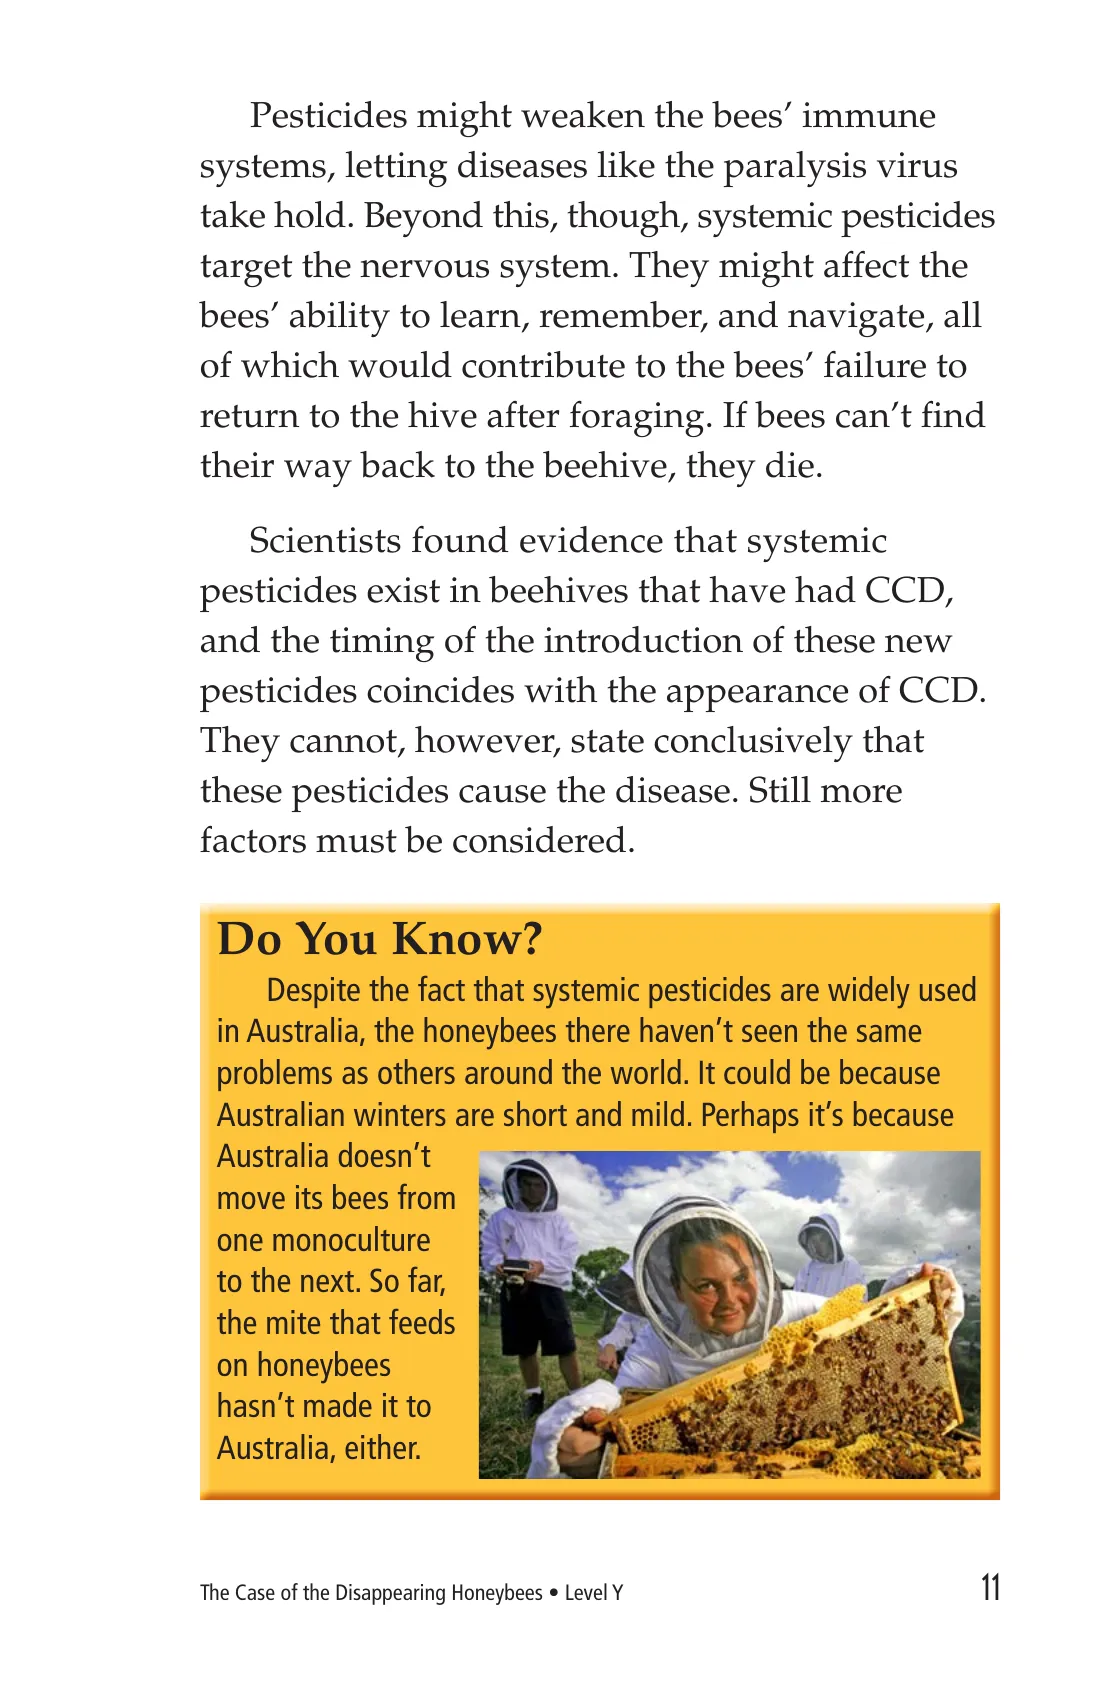 Pesticides might weaken the bees’ immune
systems, letting diseases like the paralysis virus
take hold. Beyond this, though, systemic pesticides
target the nervous system. They might affect the
bees’ ability to learn, remember, and navigate, all
of which would contribute to the bees’ failure to
return to the hive after foraging. If bees can’t find
their way back to the beehive, they die.
Scientists found evidence that systemic
pesticides exist in beehives that have had CCD,
and the timing of the introduction of these new
pesticides coincides with the appearance of CCD.
They cannot, however, state conclusively that
these pesticides cause the disease. Still more
factors must be considered.
Do You Know?
Despite the fact that systemic pesticides are widely used
in Australia, the honeybees there haven’t seen the same
problems as others around the world. It could be because
Australian winters are short and mild. Perhaps it’s because
Australia doesn’t
move its bees from
one monoculture
to the next. So far,
the mite that feeds
on honeybees
hasn’t made it to
Australia, either.
The Case of the Disappearing Honeybees • Level Y
11